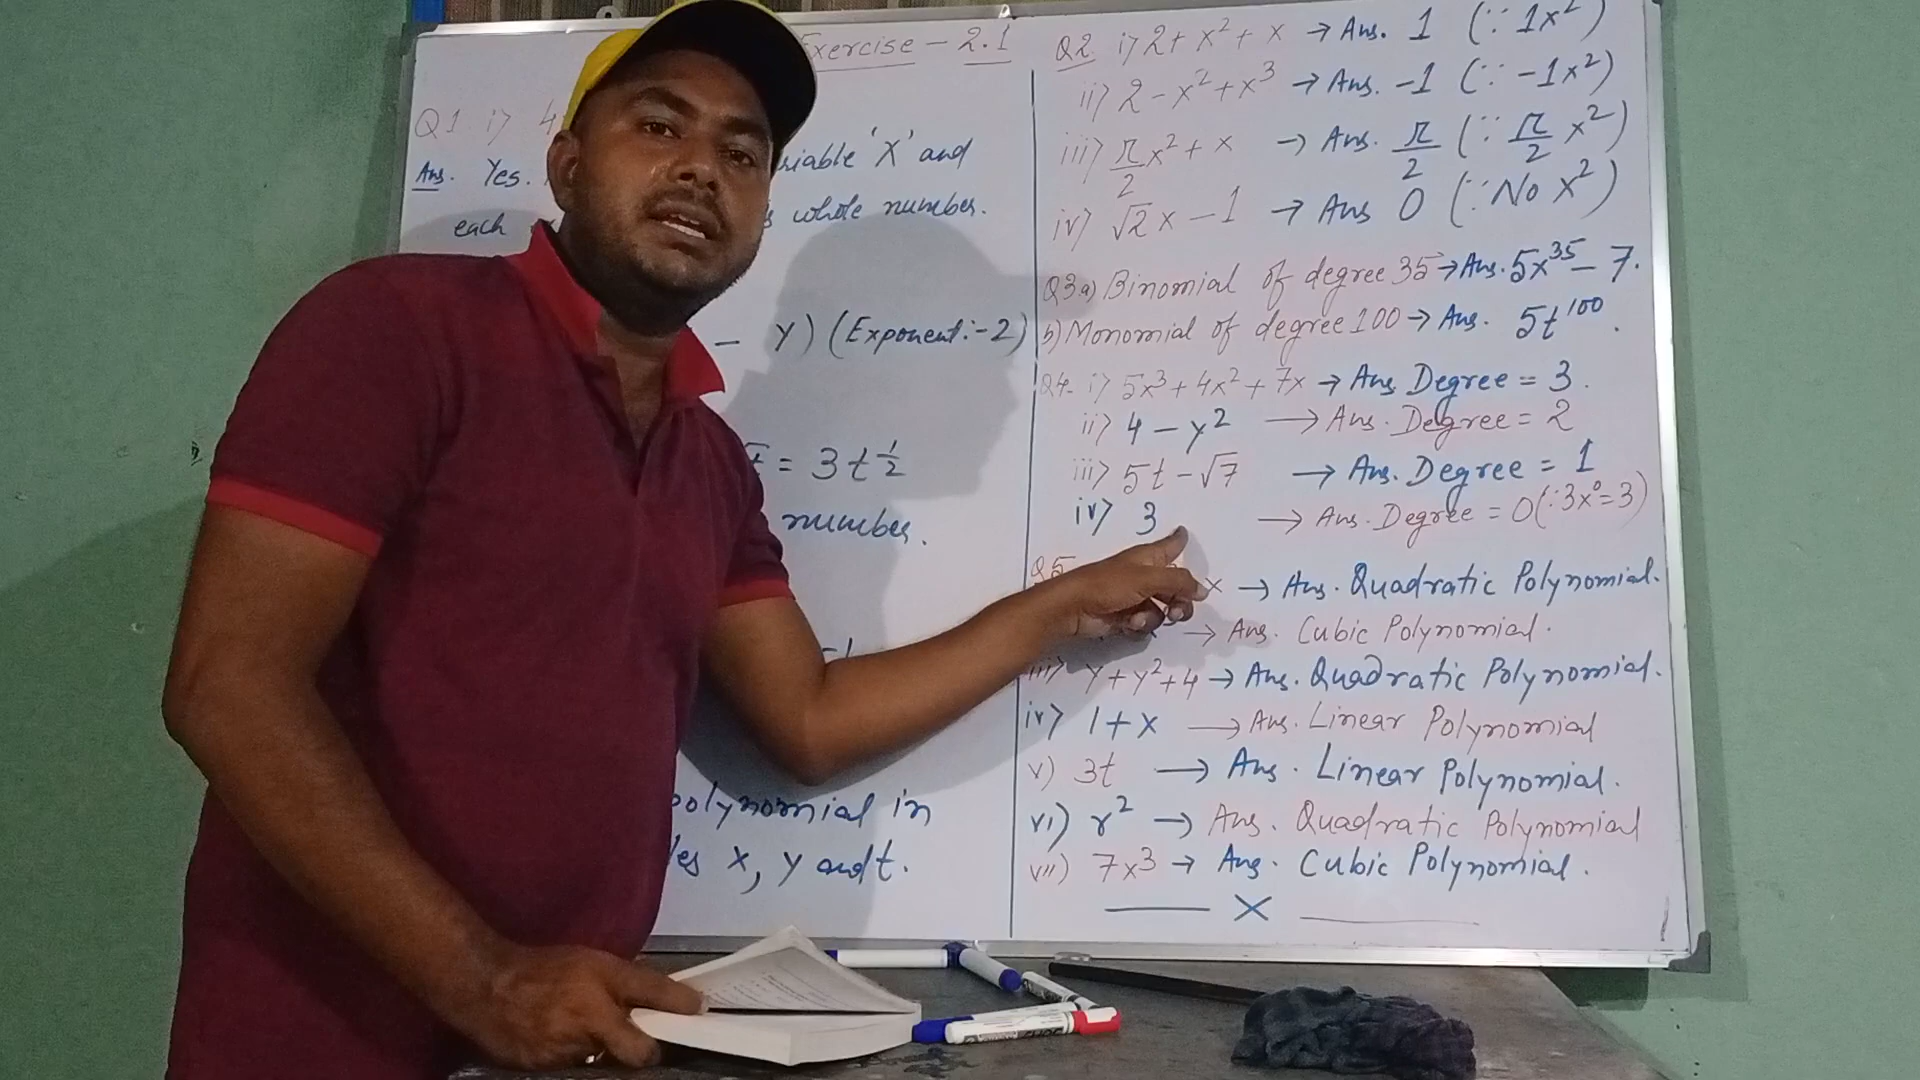 Exercise - 2.1
Q1 i) 4
Ans. Yes. variable 'x' and
each whole number.
- y) (Exponent:-2)
= 3t^1/2
number.
polynomial in
x, y and t.
Q2 i) 2 + x² + x → Ans. 1 (∵ 1x²)
ii) 2 - x² + x³ → Ans. -1 (∵ -1x²)
iii) π/2 x² + x → Ans. π/2 (∵ π/2 x²)
iv) √2x - 1 → Ans 0 (∵ No x²)
Q3 a) Binomial of degree 35 → Ans. 5x³⁵ - 7.
b) Monomial of degree 100 → Ans. 5t¹⁰⁰.
Q4. i) 5x³ + 4x² + 7x → Ans Degree = 3.
ii) 4 - y² → Ans. Degree = 2
iii) 5t - √7 → Ans. Degree = 1
iv) 3 → Ans. Degree = 0 (∵ 3x⁰ = 3)
Q5 x → Ans. Quadratic Polynomial.
→ Ans. Cubic Polynomial.
iii) y + y² + 4 → Ans. Quadratic Polynomial.
iv) 1 + x → Ans. Linear Polynomial
v) 3t → Ans. Linear Polynomial.
vi) r² → Ans. Quadratic Polynomial
vii) 7x³ → Ans. Cubic Polynomial.
— X —